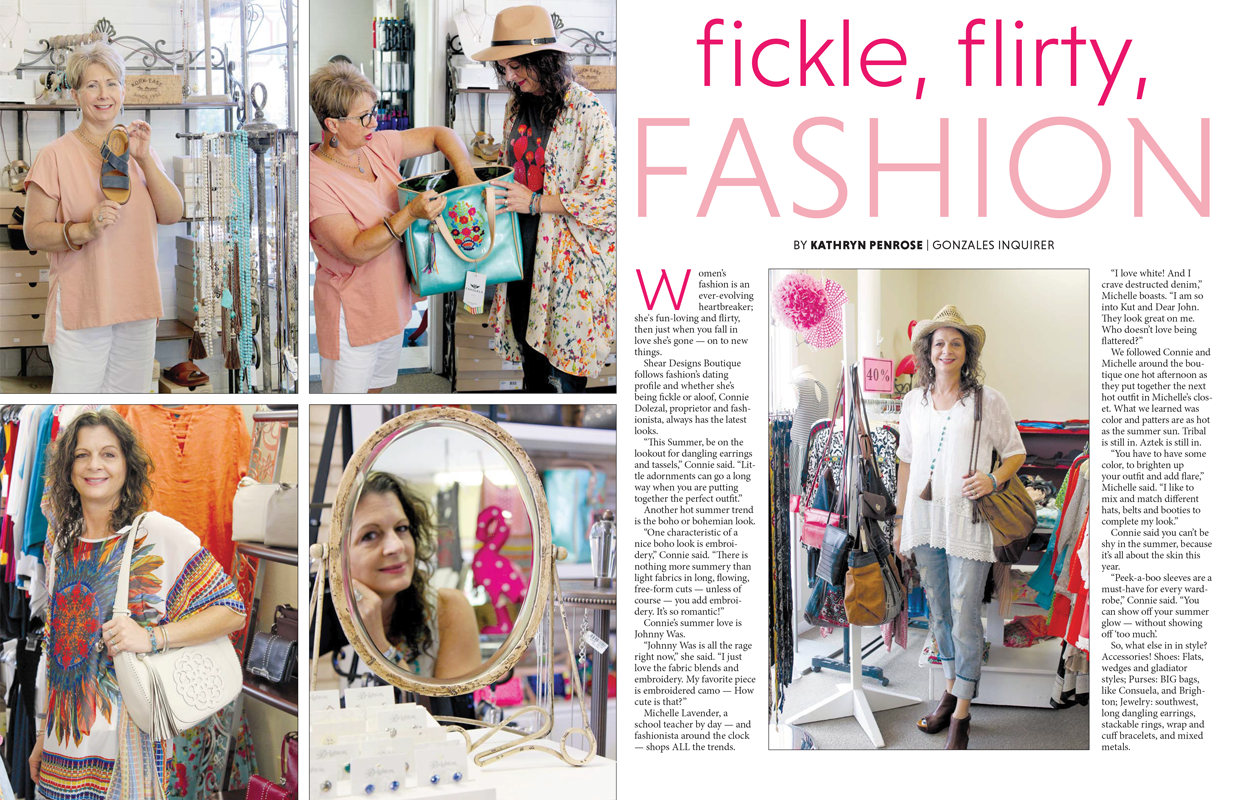 fickle, flirty,
FASHION
BY KATHRYN PENROSE | GONZALES INQUIRER
Women's
fashion is an
ever-evolving
heartbreaker;
she's fun-loving and flirty,
then just when you fall in
love she's gone — on to new
things.
Shear Designs Boutique
follows fashion's dating
profile and whether she's
being fickle or aloof, Connie
Dolezal, proprietor and fash-
ionista, always has the latest
looks.
"This Summer, be on the
lookout for dangling earrings
and tassels," Connie said. "Lit-
tle adornments can go a long
way when you are putting
together the perfect outfit."
Another hot summer trend
is the boho or bohemian look.
"One characteristic of a
nice boho look is embroi-
dery," Connie said. "There is
nothing more summery than
light fabrics in long, flowing,
free-form cuts — unless of
course — you add embroi-
dery. It's so romantic!"
Connie's summer love is
Johnny Was.
"Johnny Was is all the rage
right now," she said. "I just
love the fabric blends and
embroidery. My favorite piece
is embroidered camo — How
cute is that?"
Michelle Lavender, a
school teacher by day — and
fashionista around the clock
— shops ALL the trends.
40%
"I love white! And I
crave destructed denim,"
Michelle boasts. "I am so
into Kut and Dear John.
They look great on me.
Who doesn't love being
flattered?"
We followed Connie and
Michelle around the bou-
tique one hot afternoon as
they put together the next
hot outfit in Michelle's clos-
et. What we learned was
color and patters are as hot
as the summer sun. Tribal
is still in. Aztek is still in.
"You have to have some
color, to brighten up
your outfit and add flare,"
Michelle said. "I like to
mix and match different
hats, belts and booties to
complete my look."
Connie said you can't be
shy in the summer, because
it's all about the skin this
year.
"Peek-a-boo sleeves are a
must-have for every ward-
robe," Connie said. "You
can show off your summer
glow — without showing
off 'too much'.
So, what else in in style?
Accessories! Shoes: Flats,
wedges and gladiator
styles; Purses: BIG bags,
like Consuela, and Brigh-
ton; Jewelry: southwest,
long dangling earrings,
stackable rings, wrap and
cuff bracelets, and mixed
metals.